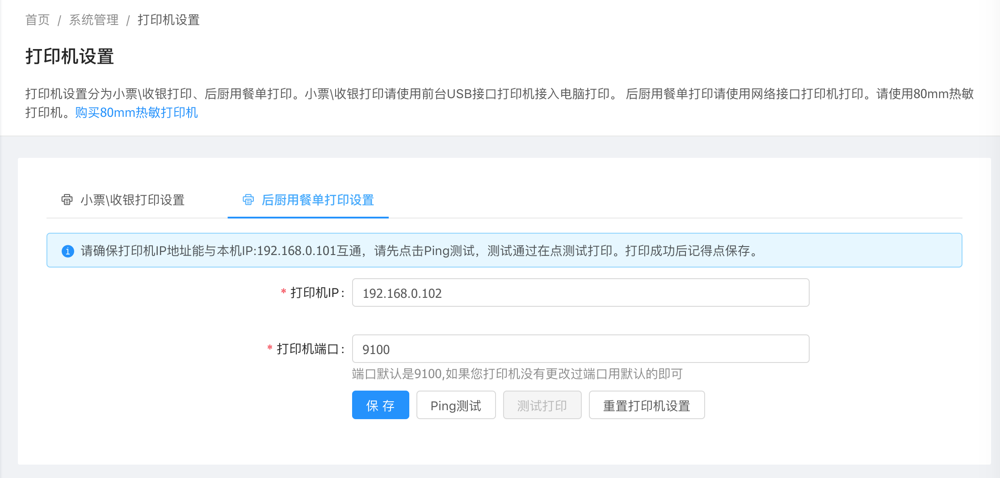 首页 / 系统管理 / 打印机设置
打印机设置
打印机设置分为小票\收银打印、后厨用餐单打印。小票\收银打印请使用前台USB接口打印机接入电脑打印。 后厨用餐单打印请使用网络接口打印机打印。请使用80mm热敏
打印机。购买80mm热敏打印机
小票\收银打印设置 后厨用餐单打印设置
请确保打印机IP地址能与本机IP:192.168.0.101互通，请先点击Ping测试，测试通过在点测试打印。打印成功后记得点保存。
* 打印机IP: 192.168.0.102
* 打印机端口: 9100
端口默认是9100,如果您打印机没有更改过端口用默认的即可
保 存 Ping测试 测试打印 重置打印机设置